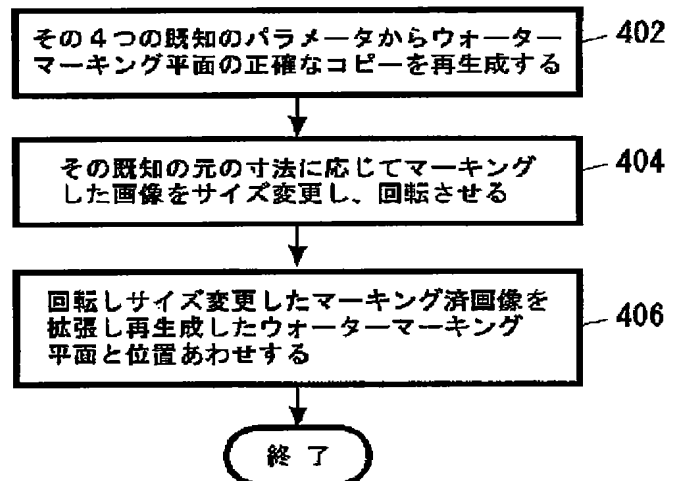 その４つの既知のパラメータからウォーター
マーキング平面の正確なコピーを再生成する
402
その既知の元の寸法に応じてマーキング
した画像をサイズ変更し、回転させる
404
回転しサイズ変更したマーキング済画像を
拡張し再生成したウォーターマーキング
平面と位置あわせする
406
終 了